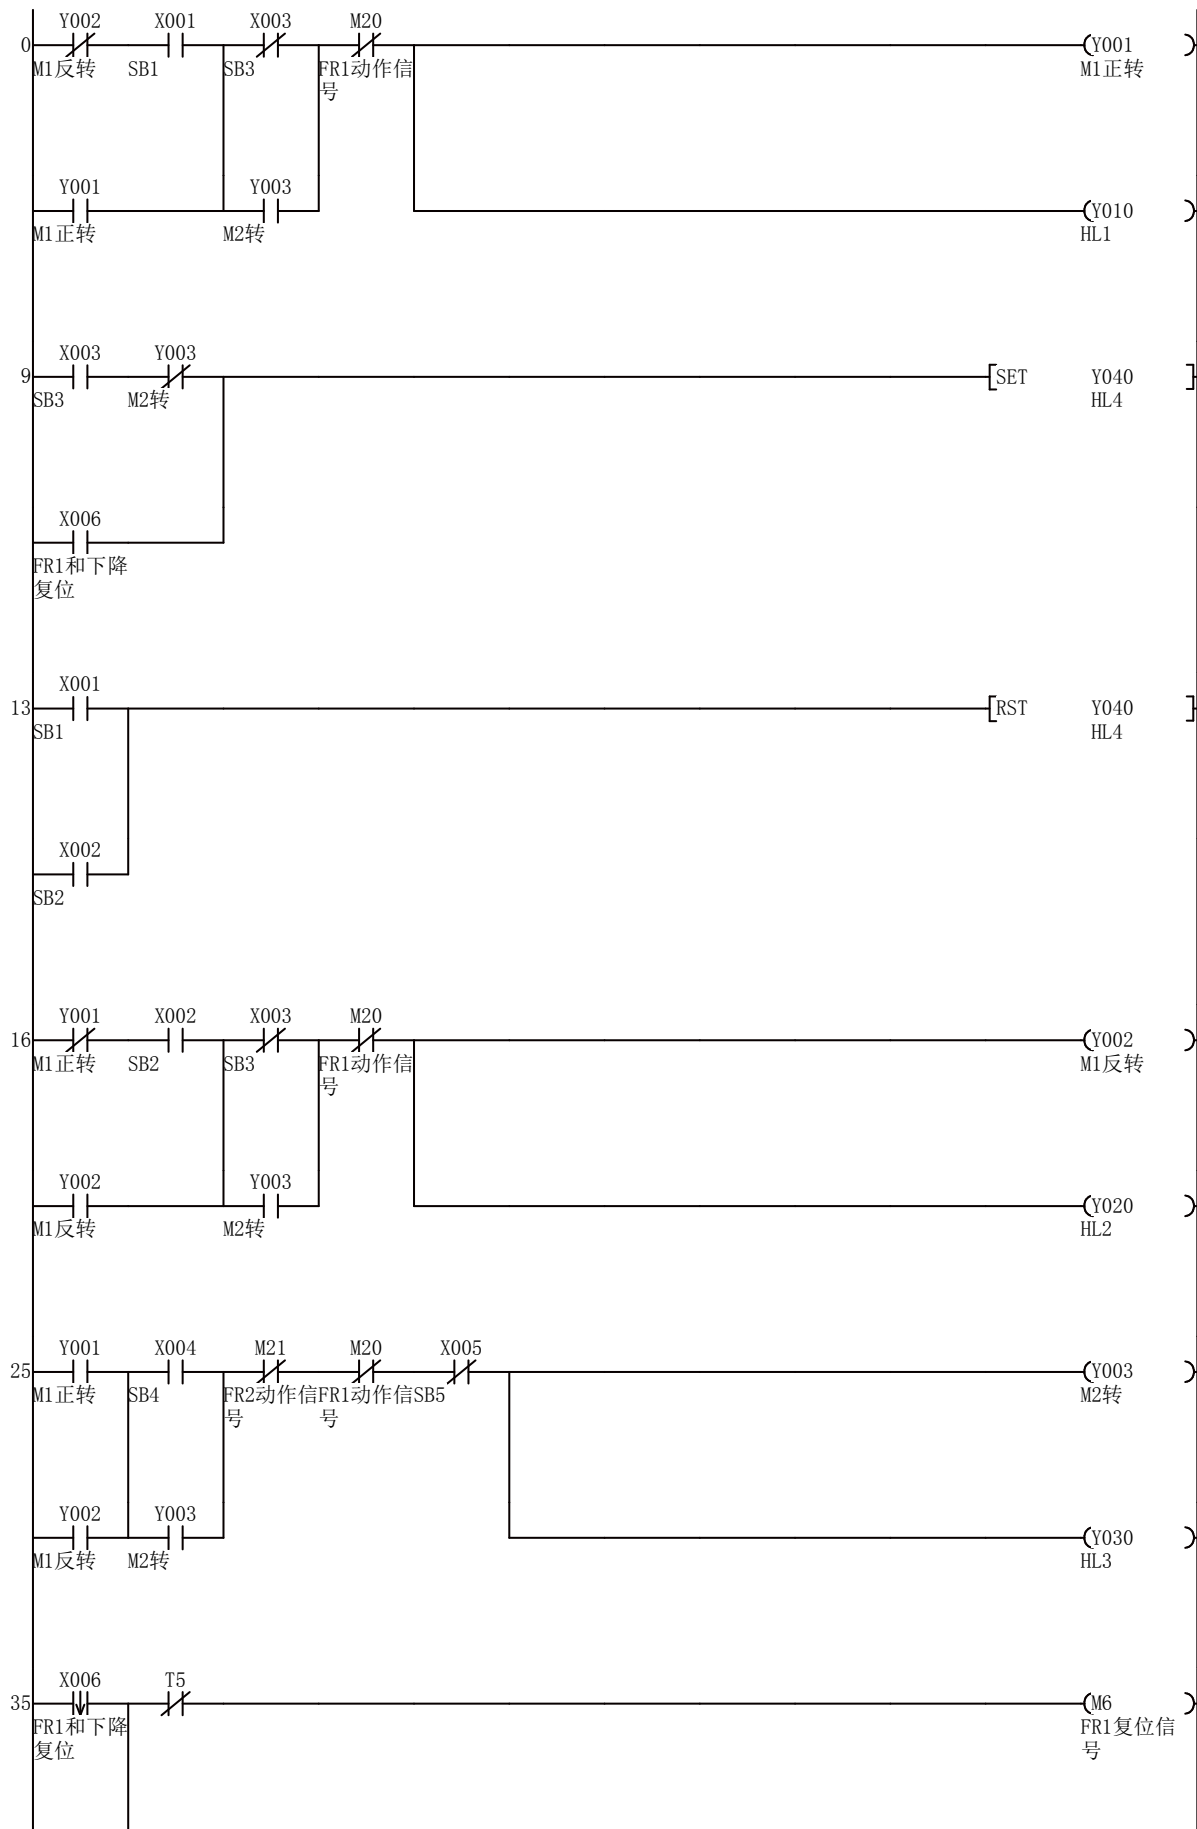 Y002 X001 X003 M20
0 (Y001 )
M1反转 SB1 SB3 FR1动作信号 M1正转
Y001 Y003
(Y010 )
M1正转 M2转 HL1
X003 Y003
9 [SET Y040 ]
SB3 M2转 HL4
X006
FR1和下降复位
X001
13 [RST Y040 ]
SB1 HL4
X002
SB2
Y001 X002 X003 M20
16 (Y002 )
M1正转 SB2 SB3 FR1动作信号 M1反转
Y002 Y003
(Y020 )
M1反转 M2转 HL2
Y001 X004 M21 M20 X005
25 (Y003 )
M1正转 SB4 FR2动作信号 FR1动作信号 SB5 M2转
Y002 Y003
(Y030 )
M1反转 M2转 HL3
X006 T5
35 (M6 )
FR1和下降复位 FR1复位信号